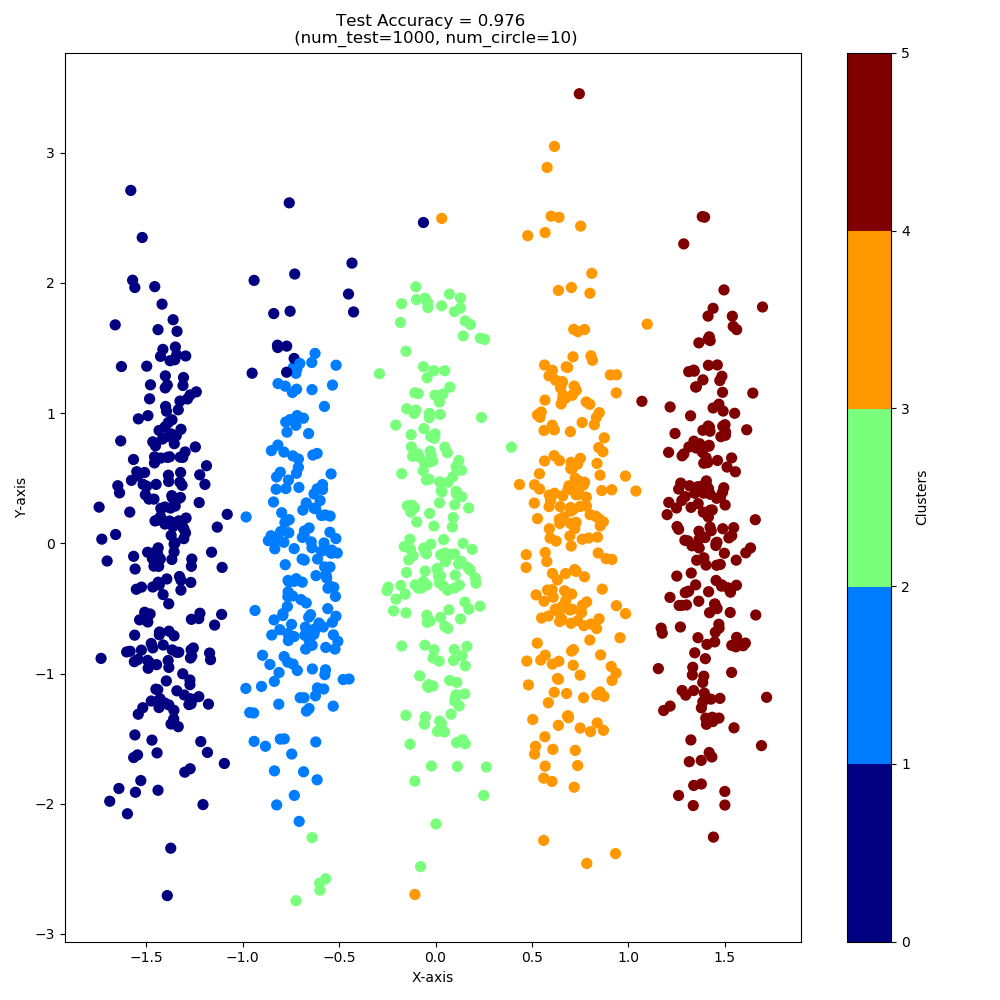 Test Accuracy = 0.976
(num_test=1000, num_circle=10)
Y-axis
3
2
1
0
−1
−2
−3
−1.5 −1.0 −0.5 0.0 0.5 1.0 1.5
X-axis
5
4
3
2
1
0
Clusters